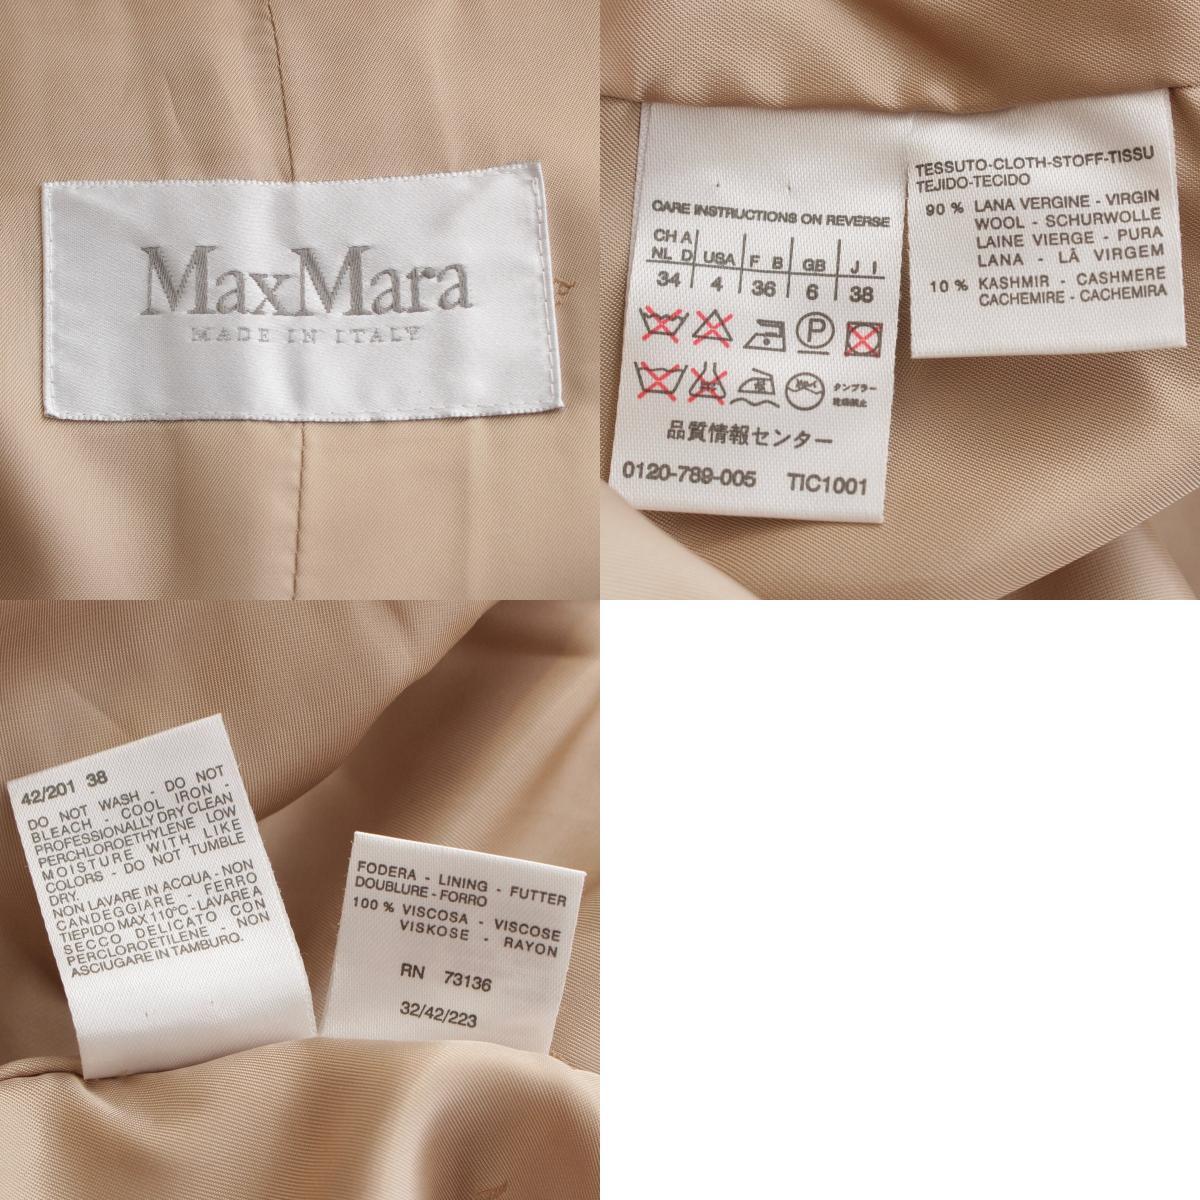 MaxMara
MADE IN ITALY
CARE INSTRUCTIONS ON REVERSE
CH A
NL D USA F B GB J I
34 4 36 6 38
P
タンブラー
乾燥禁止
品質情報センター
0120-789-005 TIC1001
TESSUTO-CLOTH-STOFF-TISSU
TEJIDO-TECIDO
90 % LANA VERGINE - VIRGIN
WOOL - SCHURWOLLE
LAINE VIERGE - PURA
LANA - LÃ VIRGEM
10 % KASHMIR - CASHMERE
CACHEMIRE - CACHEMIRA
42/201 38
DO NOT WASH - DO NOT
BLEACH - COOL IRON -
PROFESSIONALLY DRY CLEAN
PERCHLOROETHYLENE LOW
MOISTURE WITH LIKE
COLORS - DO NOT TUMBLE
DRY.
NON LAVARE IN ACQUA - NON
CANDEGGIARE - FERRO
TIEPIDO MAX 110°C - LAVARE A
SECCO DELICATO CON
PERCLOROETILENE - NON
ASCIUGARE IN TAMBURO.
FODERA - LINING - FUTTER
DOUBLURE - FORRO
100 % VISCOSA - VISCOSE
VISKOSE - RAYON
RN 73136
32/42/223